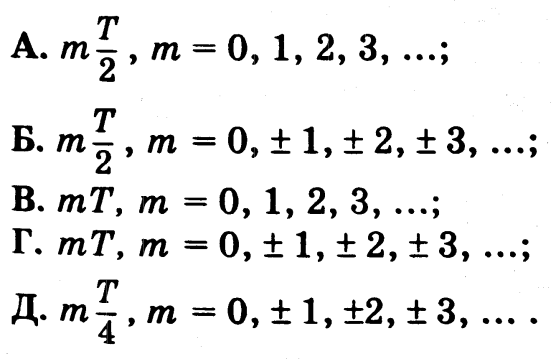 А. m T/2, m = 0, 1, 2, 3, ...;
Б. m T/2, m = 0, ± 1, ± 2, ± 3, ...;
В. mT, m = 0, 1, 2, 3, ...;
Г. mT, m = 0, ± 1, ± 2, ± 3, ...;
Д. m T/4, m = 0, ± 1, ±2, ± 3, ... .